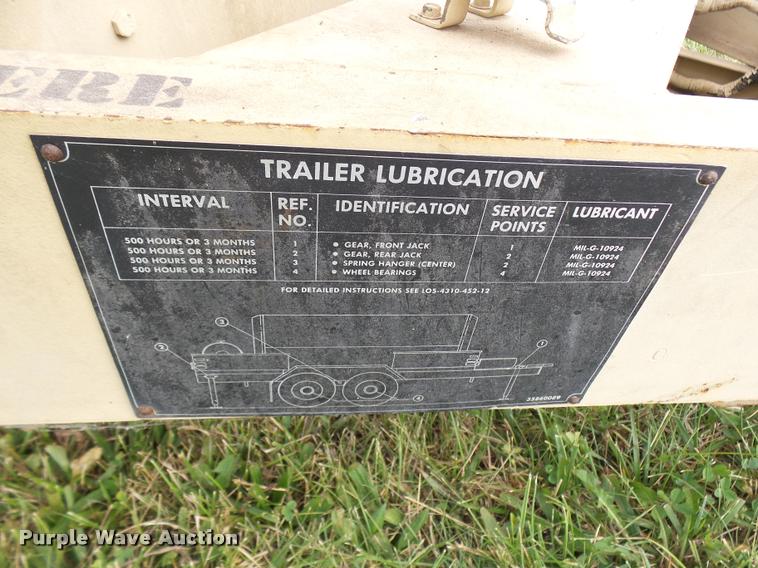 ERE
TRAILER LUBRICATION
INTERVAL REF. NO. IDENTIFICATION SERVICE POINTS LUBRICANT
500 HOURS OR 3 MONTHS 1 • GEAR, FRONT JACK 1 MIL-G-10924
500 HOURS OR 3 MONTHS 2 • GEAR, REAR JACK 2 MIL-G-10924
500 HOURS OR 3 MONTHS 3 • SPRING HANGER (CENTER) 2 MIL-G-10924
500 HOURS OR 3 MONTHS 4 • WHEEL BEARINGS 4 MIL-G-10924
FOR DETAILED INSTRUCTIONS SEE LO5-4310-452-12
3
2
1
4
35860089
Purple Wave Auction